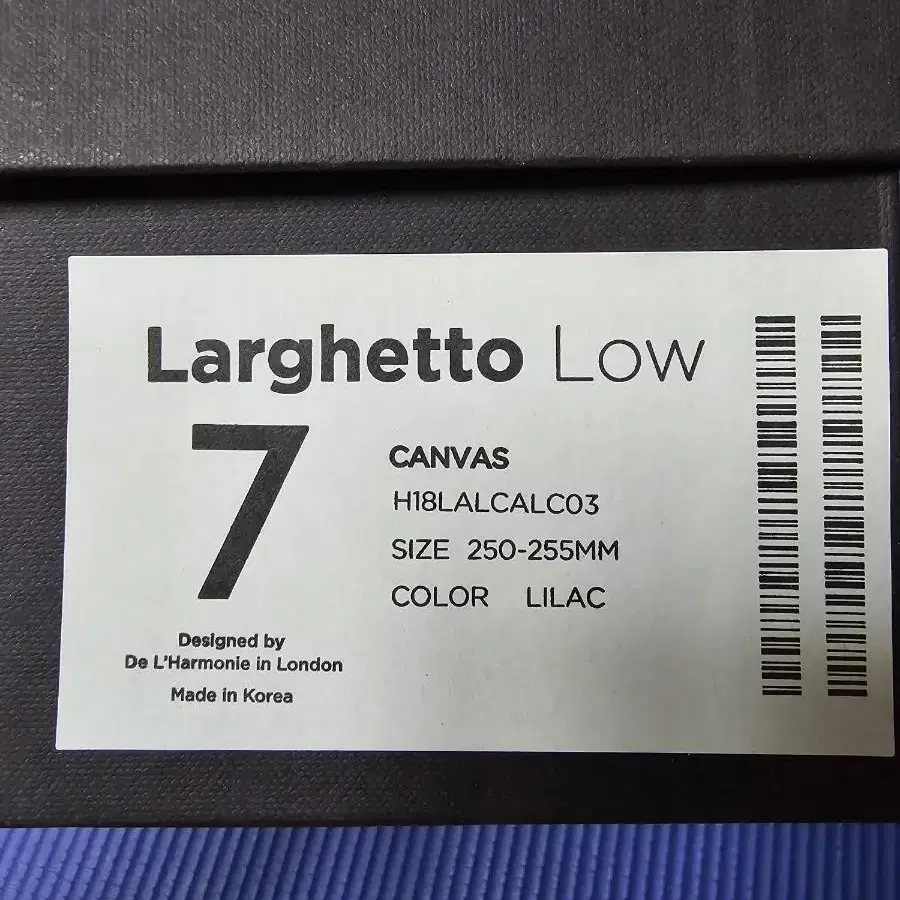 Larghetto Low
7
CANVAS
H18LALCALC03
SIZE 250-255MM
COLOR LILAC
Designed by
De L'Harmonie in London
Made in Korea